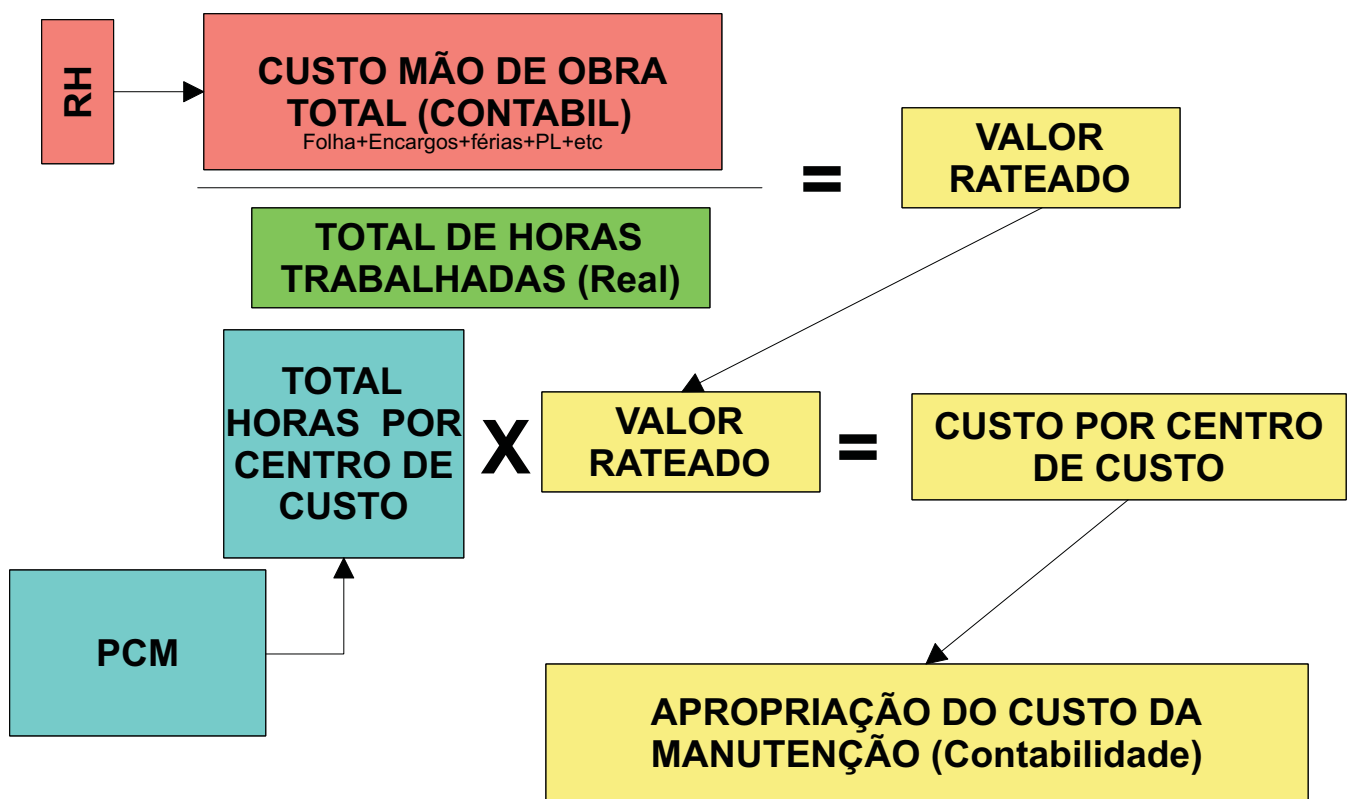 RH
CUSTO MÃO DE OBRA
TOTAL (CONTABIL)
Folha+Encargos+férias+PL+etc
=
VALOR
RATEADO
TOTAL DE HORAS
TRABALHADAS (Real)
TOTAL
HORAS POR
CENTRO DE
CUSTO
X
VALOR
RATEADO
=
CUSTO POR CENTRO
DE CUSTO
PCM
APROPRIAÇÃO DO CUSTO DA
MANUTENÇÃO (Contabilidade)